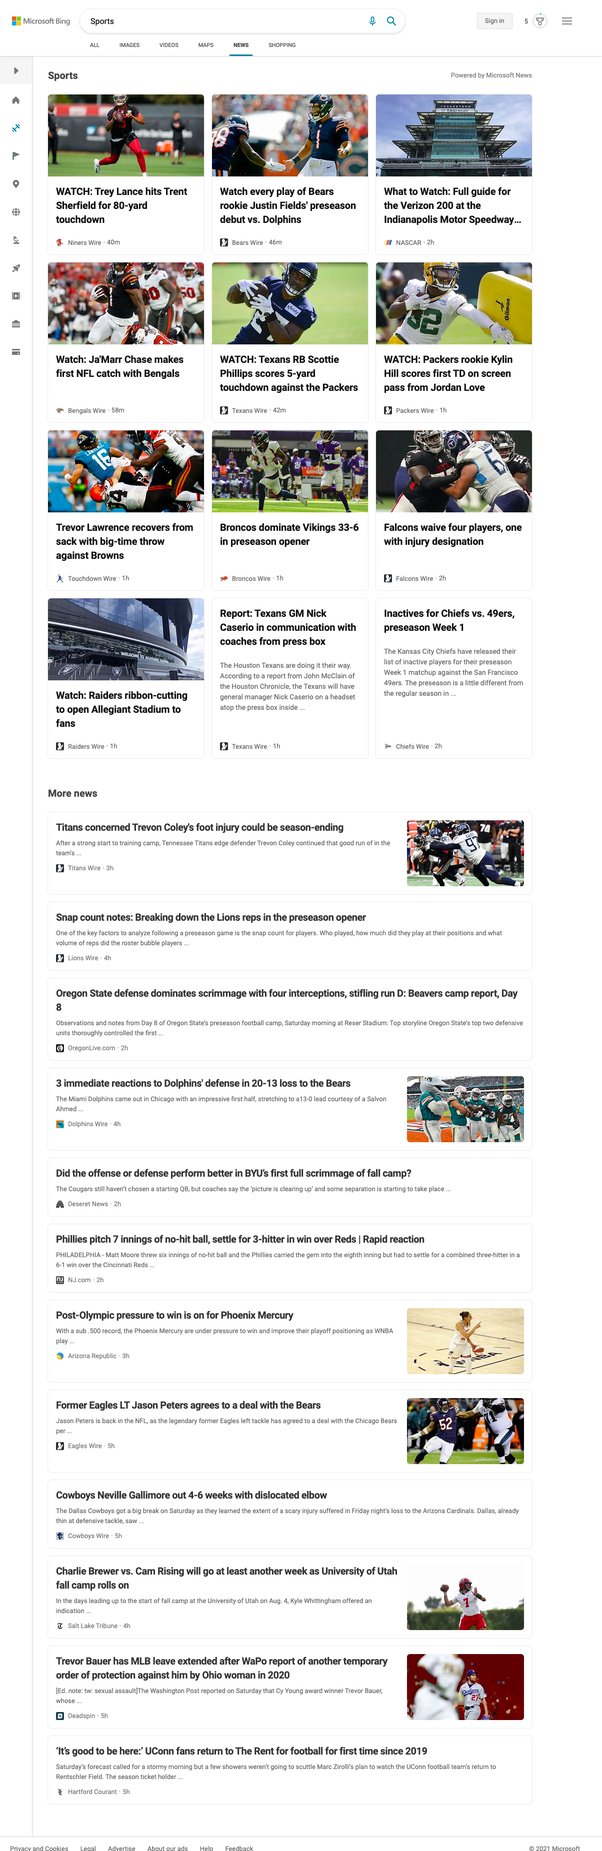 Microsoft Bing
Sports
Sign in
5
ALL
IMAGES
VIDEOS
MAPS
NEWS
SHOPPING
Sports
Powered by Microsoft News
WATCH: Trey Lance hits Trent
Sherfield for 80-yard
touchdown
Niners Wire · 40m
Watch every play of Bears
rookie Justin Fields' preseason
debut vs. Dolphins
Bears Wire · 46m
What to Watch: Full guide for
the Verizon 200 at the
Indianapolis Motor Speedway...
NASCAR · 2h
Watch: Ja'Marr Chase makes
first NFL catch with Bengals
Bengals Wire · 58m
WATCH: Texans RB Scottie
Phillips scores 5-yard
touchdown against the Packers
Texans Wire · 42m
WATCH: Packers rookie Kylin
Hill scores first TD on screen
pass from Jordan Love
Packers Wire · 1h
Trevor Lawrence recovers from
sack with big-time throw
against Browns
Touchdown Wire · 1h
Broncos dominate Vikings 33-6
in preseason opener
Broncos Wire · 1h
Falcons waive four players, one
with injury designation
Falcons Wire · 2h
Watch: Raiders ribbon-cutting
to open Allegiant Stadium to
fans
Raiders Wire · 1h
Report: Texans GM Nick
Caserio in communication with
coaches from press box
The Houston Texans are doing it their way.
According to a report from John McClain of
the Houston Chronicle, the Texans will have
general manager Nick Caserio on a headset
atop the press box inside ...
Texans Wire · 1h
Inactives for Chiefs vs. 49ers,
preseason Week 1
The Kansas City Chiefs have released their
list of inactive players for their preseason
Week 1 matchup against the San Francisco
49ers. The preseason is a little different from
the regular season in ...
Chiefs Wire · 2h
More news
Titans concerned Trevon Coley's foot injury could be season-ending
After a strong start to training camp, Tennessee Titans edge defender Trevon Coley continued that good run of in the
team's ...
Titans Wire · 3h
Snap count notes: Breaking down the Lions reps in the preseason opener
One of the key factors to analyze following a preseason game is the snap count for players. Who played, how much did they play at their positions and what
volume of reps did the roster bubble players ...
Lions Wire · 4h
Oregon State defense dominates scrimmage with four interceptions, stifling run D: Beavers camp report, Day
8
Observations and notes from Day 8 of Oregon State's preseason football camp, Saturday morning at Reser Stadium: Top storyline Oregon State's top two defensive
units thoroughly controlled the first ...
OregonLive.com · 2h
3 immediate reactions to Dolphins' defense in 20-13 loss to the Bears
The Miami Dolphins came out in Chicago with an impressive first half, stretching to a13-0 lead courtesy of a Salvon
Ahmed ...
Dolphins Wire · 4h
Did the offense or defense perform better in BYU's first full scrimmage of fall camp?
The Cougars still haven't chosen a starting QB, but coaches say the 'picture is clearing up' and some separation is starting to take place ...
Deseret News · 2h
Phillies pitch 7 innings of no-hit ball, settle for 3-hitter in win over Reds | Rapid reaction
PHILADELPHIA - Matt Moore threw six innings of no-hit ball and the Phillies carried the gem into the eighth inning but had to settle for a combined three-hitter in a
6-1 win over the Cincinnati Reds ...
NJ.com · 2h
Post-Olympic pressure to win is on for Phoenix Mercury
With a sub .500 record, the Phoenix Mercury are under pressure to win and improve their playoff positioning as WNBA
play ...
Arizona Republic · 3h
Former Eagles LT Jason Peters agrees to a deal with the Bears
Jason Peters is back in the NFL, as the legendary former Eagles left tackle has agreed to a deal with the Chicago Bears
per ...
Eagles Wire · 5h
Cowboys Neville Gallimore out 4-6 weeks with dislocated elbow
The Dallas Cowboys got a big break on Saturday as they learned the extent of a scary injury suffered in Friday night's loss to the Arizona Cardinals. Dallas, already
thin at defensive tackle, saw ...
Cowboys Wire · 5h
Charlie Brewer vs. Cam Rising will go at least another week as University of Utah
fall camp rolls on
In the days leading up to the start of fall camp at the University of Utah on Aug. 4, Kyle Whittingham offered an
indication ...
Salt Lake Tribune · 4h
Trevor Bauer has MLB leave extended after WaPo report of another temporary
order of protection against him by Ohio woman in 2020
[Ed. note: tw: sexual assault]The Washington Post reported on Saturday that Cy Young award winner Trevor Bauer,
whose ...
Deadspin · 5h
'It's good to be here:' UConn fans return to The Rent for football for first time since 2019
Saturday's forecast called for a stormy morning but a few showers weren't going to scuttle Marc Zirolli's plan to watch the UConn football team's return to
Rentschler Field. The season ticket holder ...
Hartford Courant · 5h
Privacy and Cookies
Legal
Advertise
About our ads
Help
Feedback
© 2021 Microsoft